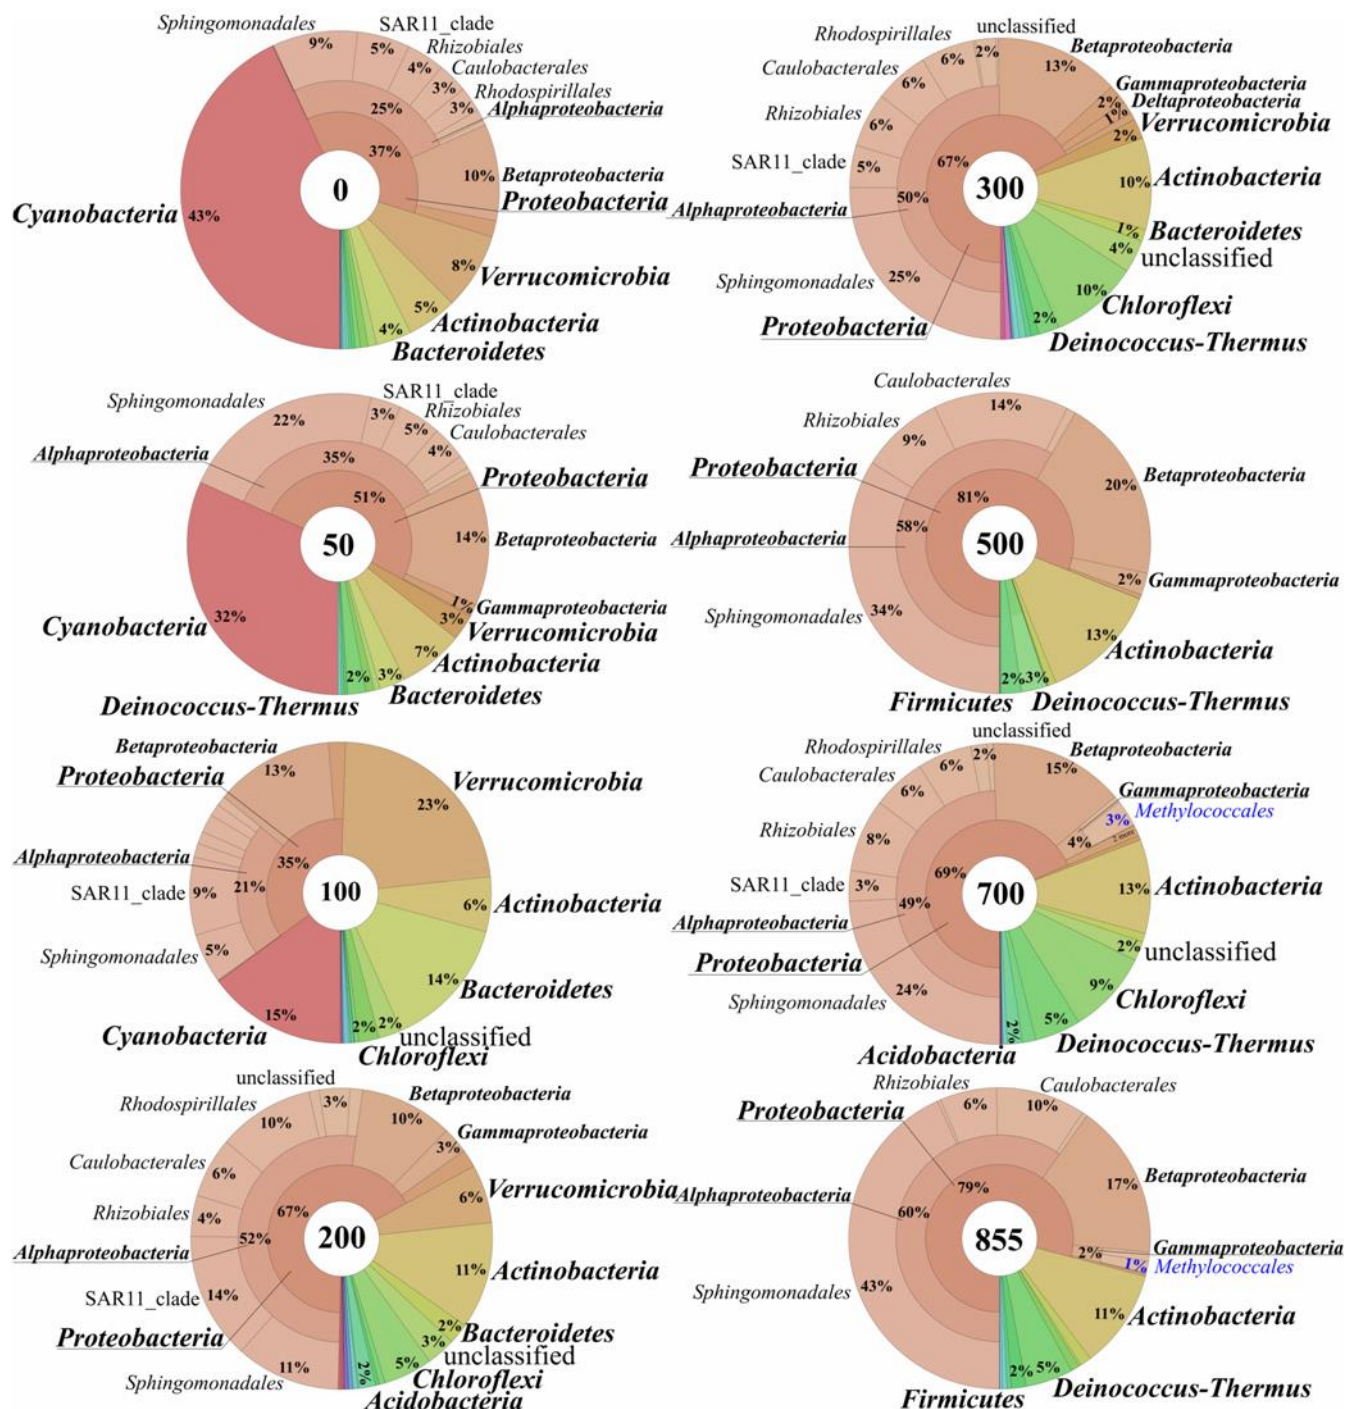 Sphingomonadales
SAR11_clade
9%
5%
Rhizobiales
4%
Caulobacterales
3%
Rhodospirillales
3%
Alphaproteobacteria
25%
37%
0
10%
Betaproteobacteria
Proteobacteria
Cyanobacteria
43%
8%
Verrucomicrobia
5%
Actinobacteria
4%
Bacteroidetes
unclassified
Rhodospirillales
2%
Betaproteobacteria
6%
13%
Caulobacterales
6%
Gammaproteobacteria
2%
Deltaproteobacteria
1%
Verrucomicrobia
2%
Rhizobiales
6%
SAR11_clade
5%
67%
300
10%
Actinobacteria
Alphaproteobacteria
50%
1%
Bacteroidetes
4%
unclassified
Sphingomonadales
25%
10%
Chloroflexi
Proteobacteria
2%
Deinococcus-Thermus
SAR11_clade
Sphingomonadales
22%
3%
Rhizobiales
5%
Caulobacterales
4%
Alphaproteobacteria
35%
Proteobacteria
51%
50
14%
Betaproteobacteria
1%
Gammaproteobacteria
3%
Verrucomicrobia
Cyanobacteria
32%
7%
Actinobacteria
3%
Bacteroidetes
2%
Deinococcus-Thermus
Caulobacterales
14%
Rhizobiales
9%
Proteobacteria
81%
20%
Betaproteobacteria
Alphaproteobacteria
58%
500
2%
Gammaproteobacteria
Sphingomonadales
34%
13%
Actinobacteria
2%
3%
Firmicutes
Deinococcus-Thermus
Betaproteobacteria
13%
Proteobacteria
Verrucomicrobia
23%
Alphaproteobacteria
35%
21%
SAR11_clade
9%
100
6%
Actinobacteria
Sphingomonadales
5%
14%
Bacteroidetes
Cyanobacteria
15%
2%
2%
unclassified
Chloroflexi
unclassified
Rhodospirillales
2%
Betaproteobacteria
6%
15%
Caulobacterales
6%
Gammaproteobacteria
3%
Methylococcales
Rhizobiales
8%
4%
2 more
SAR11_clade
3%
69%
700
13%
Actinobacteria
Alphaproteobacteria
49%
2%
unclassified
Proteobacteria
Sphingomonadales
24%
9%
Chloroflexi
2%
5%
Acidobacteria
Deinococcus-Thermus
unclassified
Rhodospirillales
3%
Betaproteobacteria
10%
10%
Gammaproteobacteria
3%
Caulobacterales
6%
6%
Verrucomicrobia
Rhizobiales
4%
67%
Alphaproteobacteria
52%
200
11%
Actinobacteria
SAR11_clade
14%
Proteobacteria
2%
Bacteroidetes
3%
unclassified
Sphingomonadales
11%
5%
Chloroflexi
2%
Acidobacteria
Rhizobiales
Caulobacterales
6%
10%
Proteobacteria
79%
17%
Betaproteobacteria
Alphaproteobacteria
60%
855
2%
Gammaproteobacteria
1%
Methylococcales
Sphingomonadales
43%
11%
Actinobacteria
2%
5%
Firmicutes
Deinococcus-Thermus